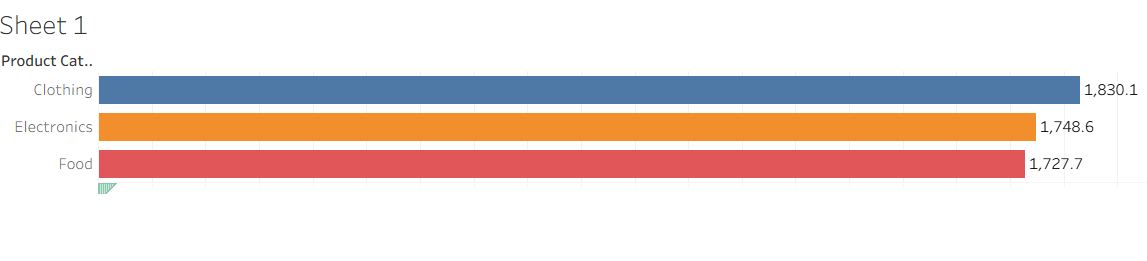 Sheet 1
Product Cat..
Clothing 1,830.1
Electronics 1,748.6
Food 1,727.7